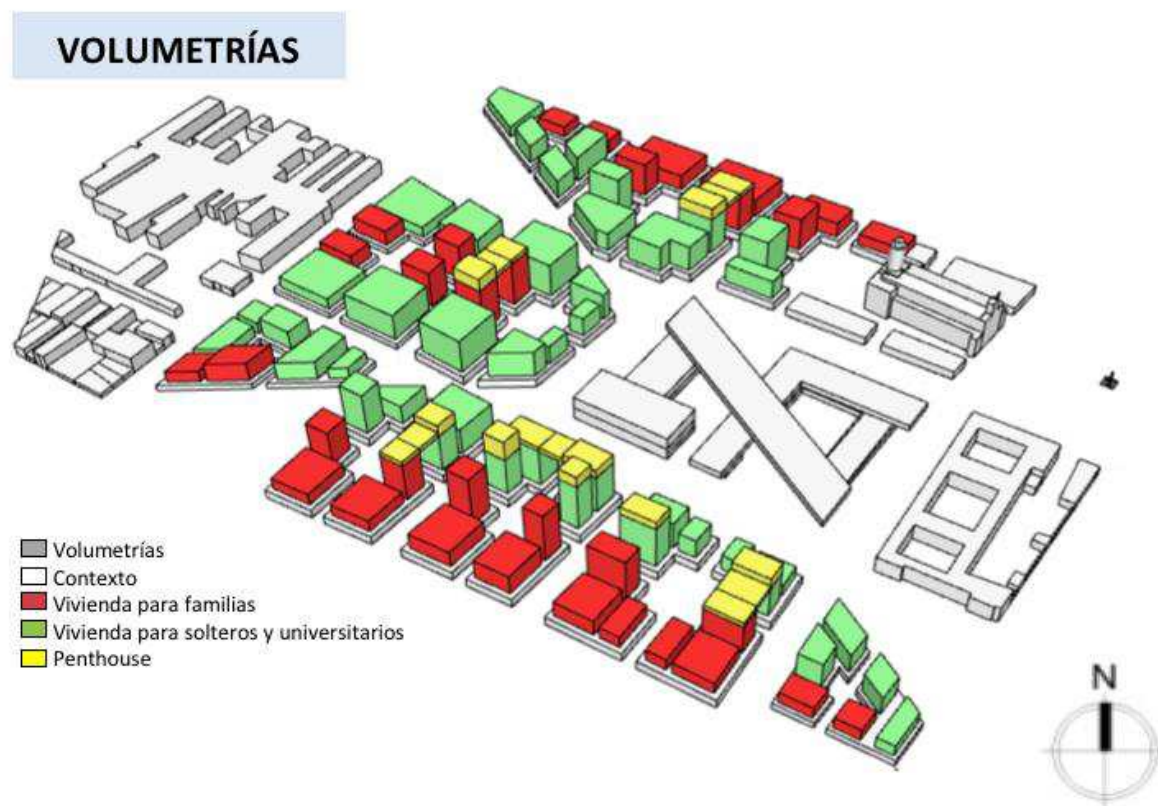 VOLUMETRÍAS
Volumetrías
Contexto
Vivienda para familias
Vivienda para solteros y universitarios
Penthouse
N